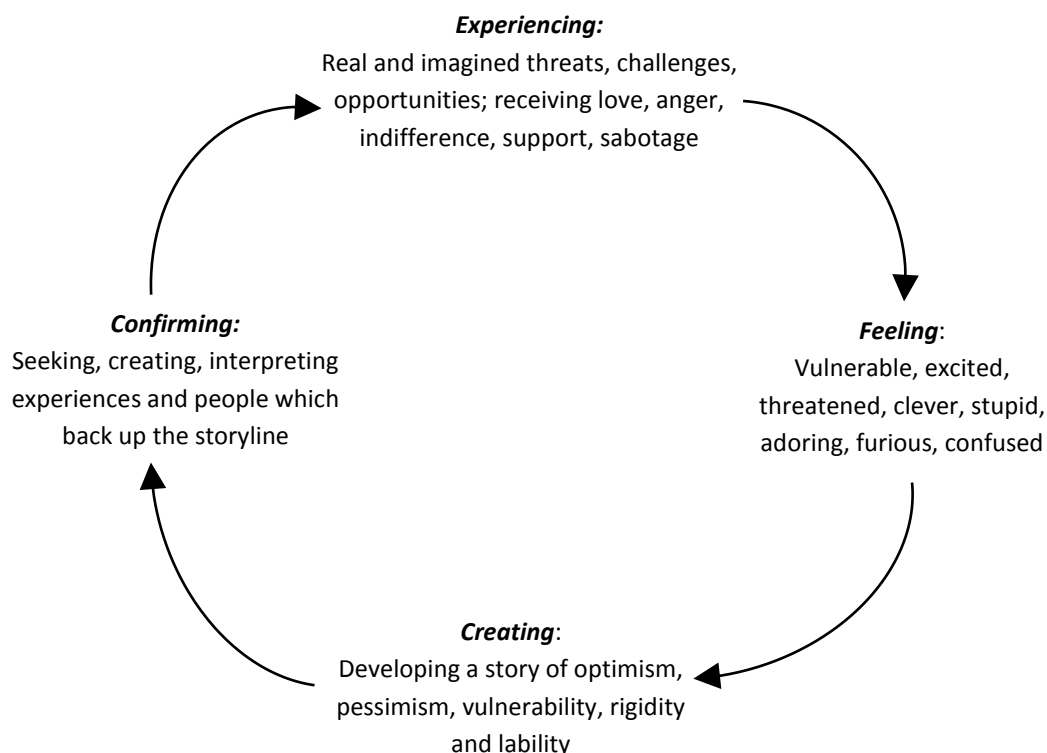 Experiencing:
Real and imagined threats, challenges,
opportunities; receiving love, anger,
indifference, support, sabotage
Feeling:
Vulnerable, excited,
threatened, clever, stupid,
adoring, furious, confused
Creating:
Developing a story of optimism,
pessimism, vulnerability, rigidity
and lability
Confirming:
Seeking, creating, interpreting
experiences and people which
back up the storyline